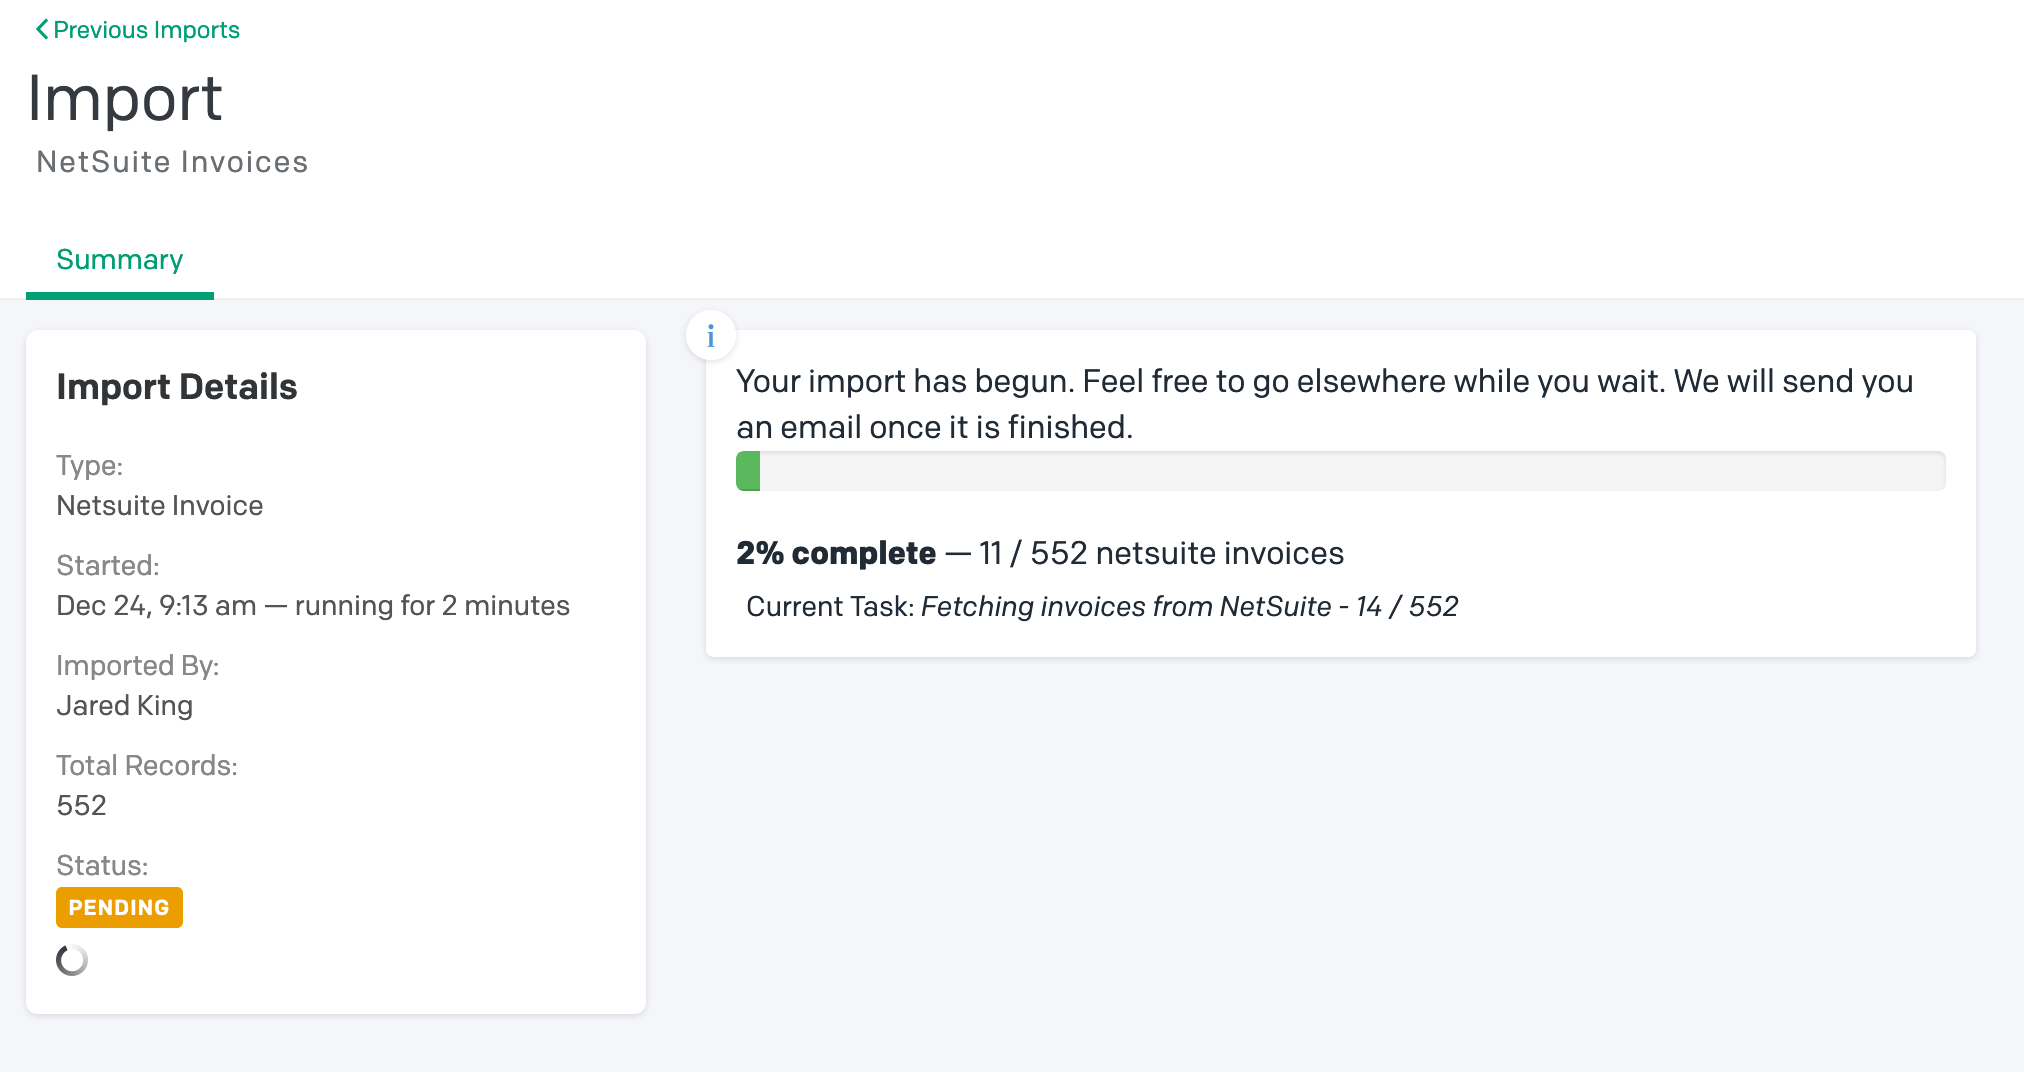 Previous Imports
Import
NetSuite Invoices
Summary
Import Details
Type:
Netsuite Invoice
Started:
Dec 24, 9:13 am — running for 2 minutes
Imported By:
Jared King
Total Records:
552
Status:
PENDING
i
Your import has begun. Feel free to go elsewhere while you wait. We will send you
an email once it is finished.
2% complete — 11 / 552 netsuite invoices
Current Task: Fetching invoices from NetSuite - 14 / 552